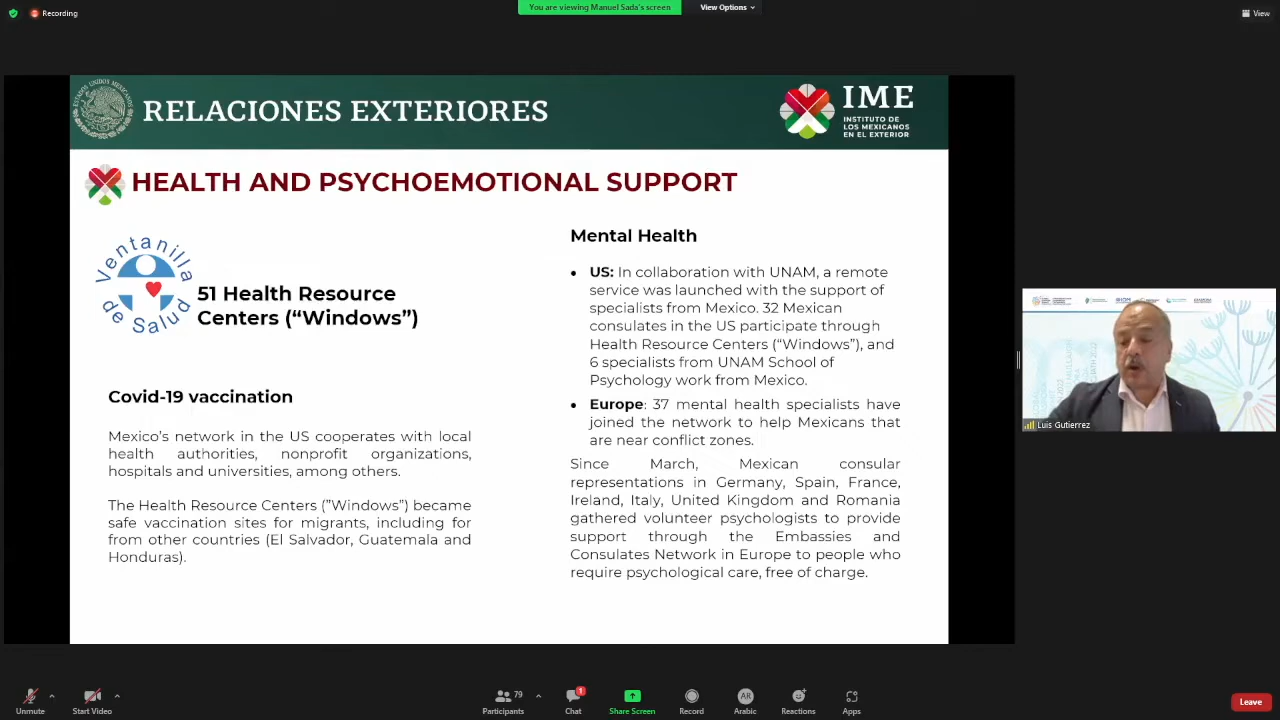 Recording
You are viewing Manuel Sada's screen
View Options
View
ESTADOS UNIDOS MEXICANOS
RELACIONES EXTERIORES
IME
INSTITUTO DE
LOS MEXICANOS
EN EL EXTERIOR
HEALTH AND PSYCHOEMOTIONAL SUPPORT
Ventanilla
de Salud
51 Health Resource
Centers (“Windows”)
Covid-19 vaccination
Mexico’s network in the US cooperates with local
health authorities, nonprofit organizations,
hospitals and universities, among others.
The Health Resource Centers (”Windows”) became
safe vaccination sites for migrants, including for
from other countries (El Salvador, Guatemala and
Honduras).
Mental Health
• US: In collaboration with UNAM, a remote
service was launched with the support of
specialists from Mexico. 32 Mexican
consulates in the US participate through
Health Resource Centers (“Windows”), and
6 specialists from UNAM School of
Psychology work from Mexico.
• Europe: 37 mental health specialists have
joined the network to help Mexicans that
are near conflict zones.
Since March, Mexican consular
representations in Germany, Spain, France,
Ireland, Italy, United Kingdom and Romania
gathered volunteer psychologists to provide
support through the Embassies and
Consulates Network in Europe to people who
require psychological care, free of charge.
Luis Gutierrez
Unmute
Start Video
79
Participants
1
Chat
Share Screen
Record
AR
Arabic
Reactions
Apps
Leave